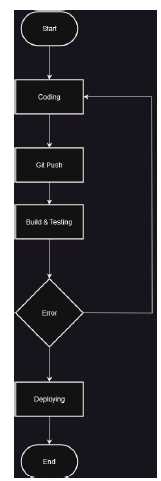 Start
Coding
Git Push
Build & Testing
Error
Deploying
End